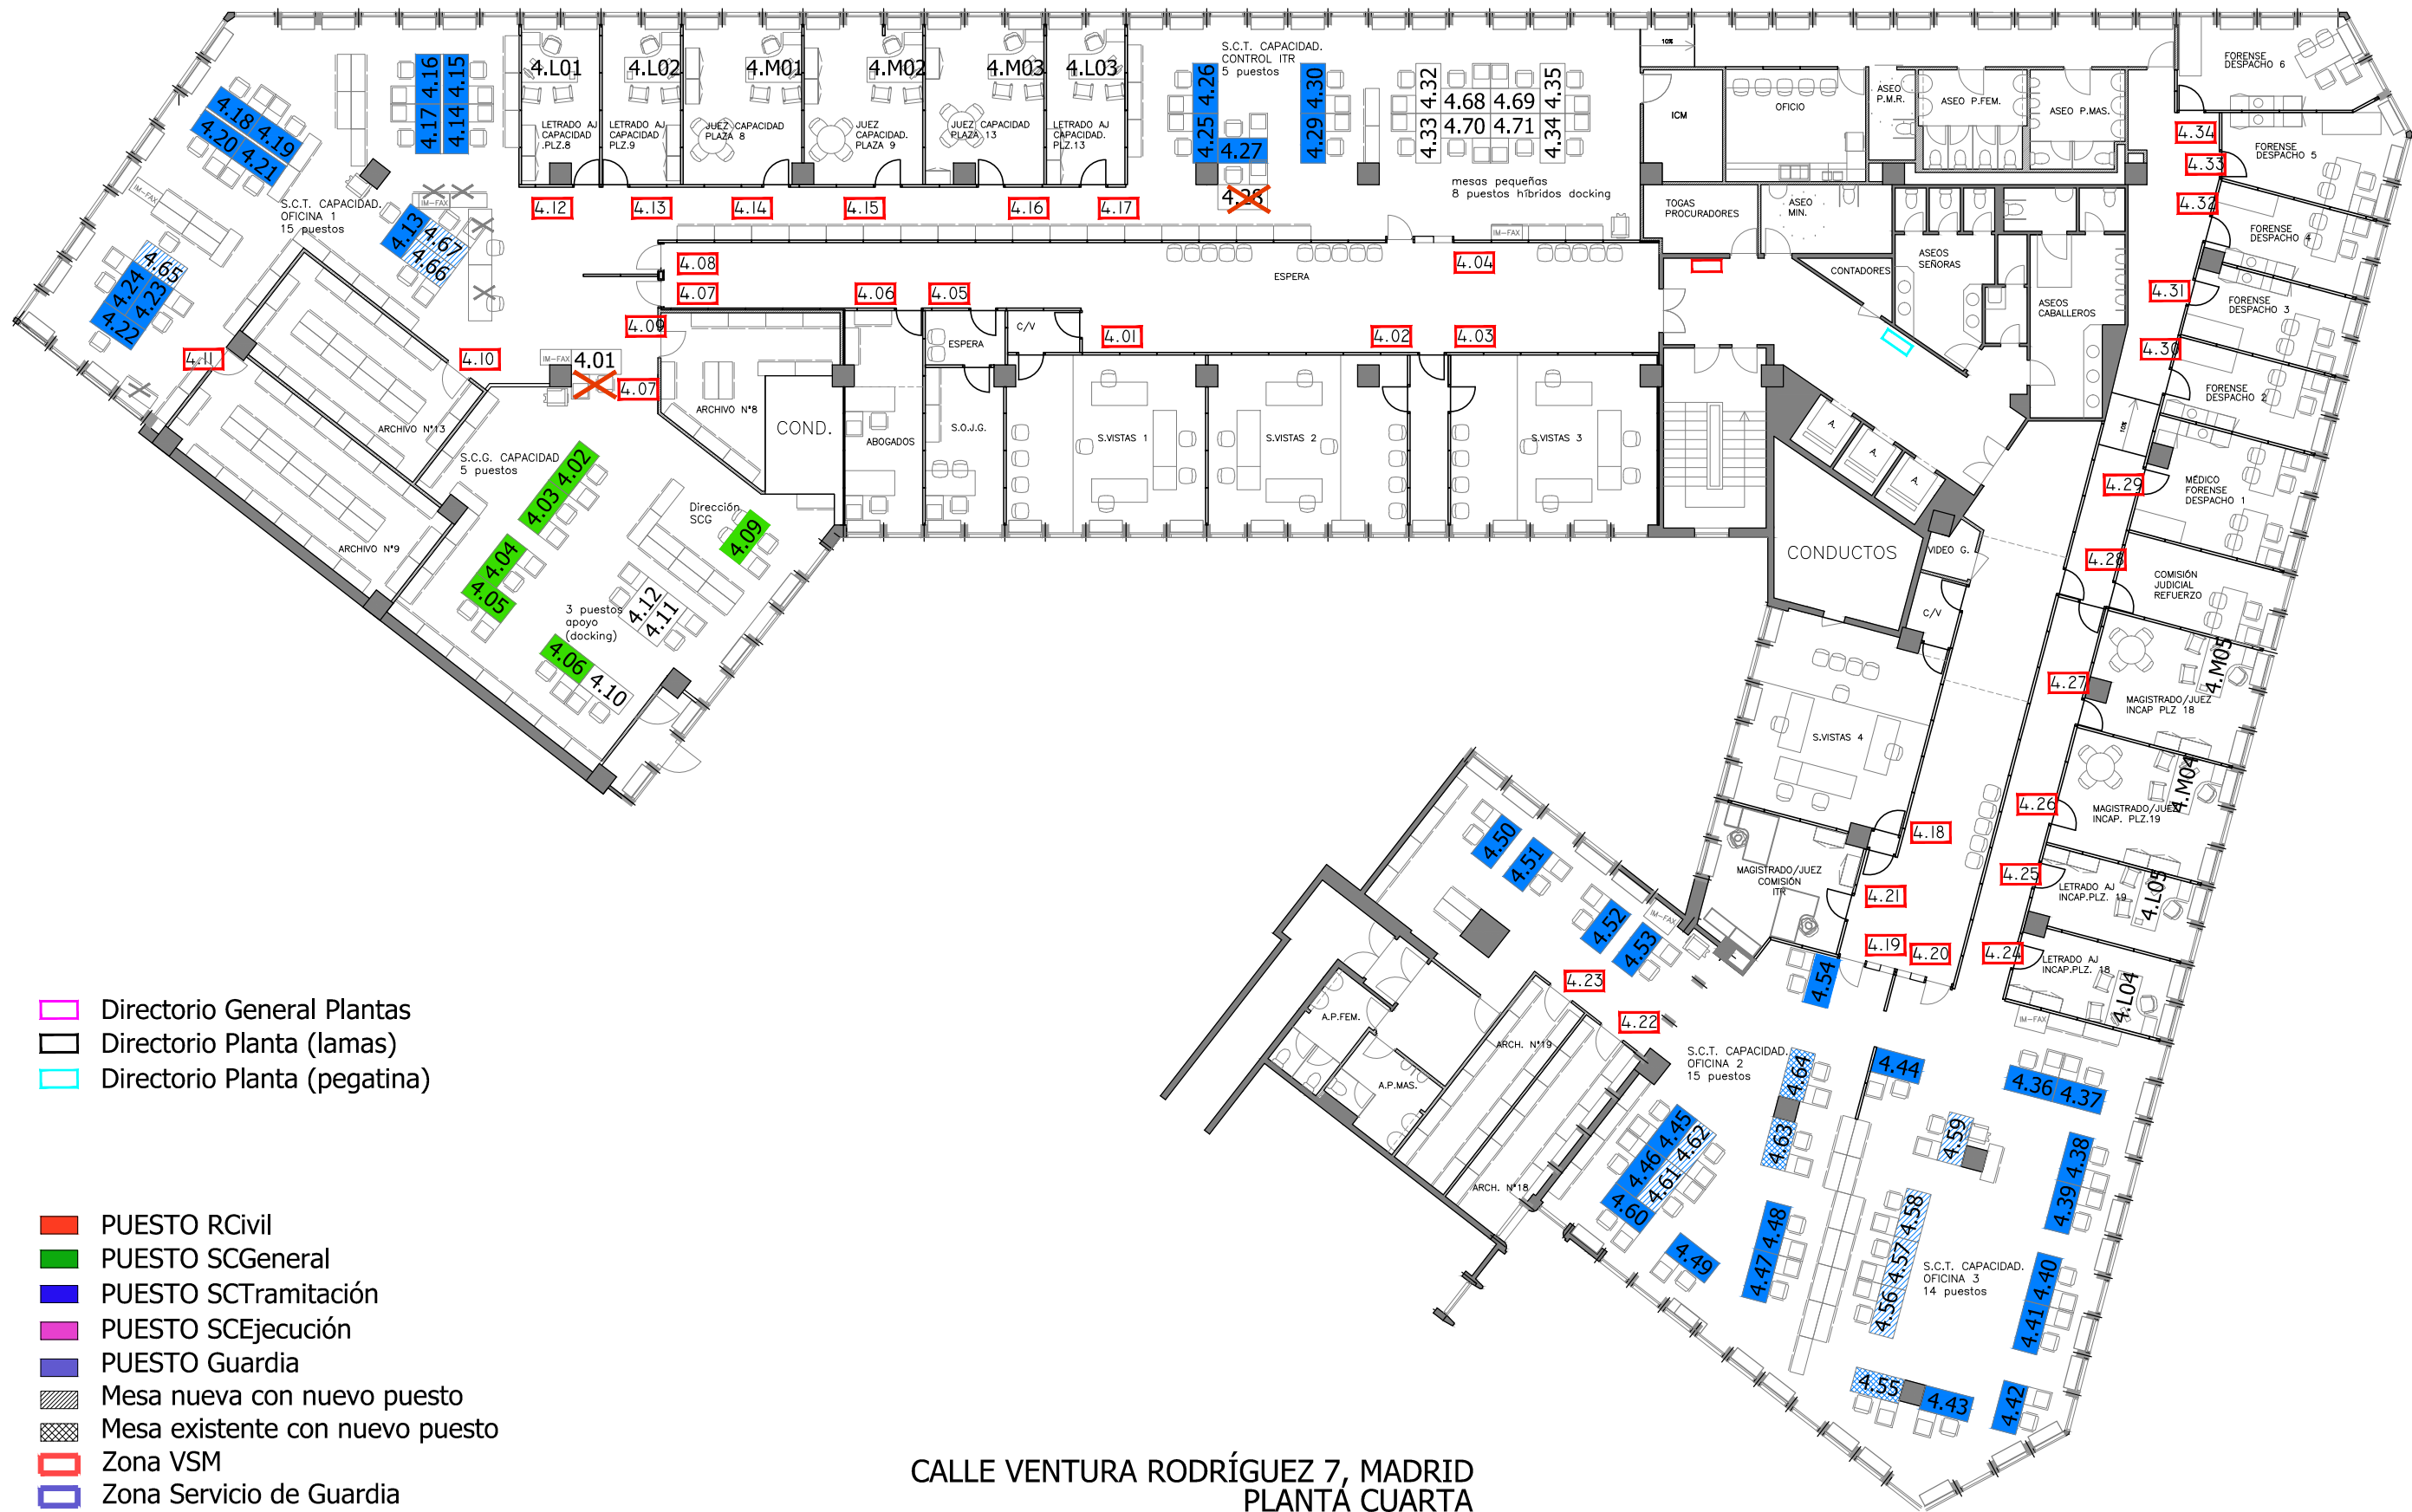 4.L01
LETRADO AJ
CAPACIDAD
PLZ.8
4.L02
LETRADO AJ
CAPACIDAD
PLZ.9
4.M01
JUEZ CAPACIDAD
PLAZA 8
4.M02
JUEZ
CAPACIDAD.
PLAZA 9
4.M03
JUEZ CAPACIDAD
PLAZA 13
4.L03
LETRADO AJ
CAPACIDAD.
PLZ.13
S.C.T. CAPACIDAD.
CONTROL ITR
5 puestos
4.26
4.25
4.27
4.28
4.30
4.29
4.32
4.33
4.68
4.69
4.70
4.71
4.35
4.34
mesas pequeñas
8 puestos híbridos docking
10%
ICM
OFICIO
ASEO
P.M.R.
ASEO P.FEM.
ASEO P.MAS.
FORENSE
DESPACHO 6
4.34
FORENSE
DESPACHO 5
4.33
4.32
FORENSE
DESPACHO 4
4.31
FORENSE
DESPACHO 3
4.30
FORENSE
DESPACHO 2
10%
4.29
MÉDICO
FORENSE
DESPACHO 1
4.28
COMISIÓN
JUDICIAL
REFUERZO
TOGAS
PROCURADORES
ASEO
MIN.
CONTADORES
ASEOS
SEÑORAS
ASEOS
CABALLEROS
4.16
4.15
4.17
4.14
4.18
4.19
4.20
4.21
IM-FAX
S.C.T. CAPACIDAD.
OFICINA 1
15 puestos
IM-FAX
4.13
4.67
4.66
4.65
4.24
4.23
4.22
4.12
4.13
4.14
4.15
4.16
4.17
4.08
4.07
4.06
4.05
4.04
ESPERA
IM-FAX
4.09
4.10
4.11
IM-FAX
4.01
4.07
4.01
4.02
4.03
ESPERA
C/V
ARCHIVO Nº8
COND.
ABOGADOS
S.O.J.G.
S.VISTAS 1
S.VISTAS 2
S.VISTAS 3
ARCHIVO Nº13
ARCHIVO Nº9
S.C.G. CAPACIDAD
5 puestos
4.02
4.03
4.04
4.05
Dirección
SCG
4.09
3 puestos
apoyo
(docking)
4.12
4.11
4.06
4.10
A.
A.
A.
CONDUCTOS
VIDEO G.
C/V
S.VISTAS 4
4.M05
4.27
MAGISTRADO/JUEZ
INCAP PLZ 18
4.M04
4.26
MAGISTRADO/JUEZ
INCAP. PLZ.19
4.18
4.25
LETRADO AJ
INCAP.PLZ. 19
4.L05
4.24
LETRADO AJ
INCAP.PLZ. 18
4.L04
IM-FAX
MAGISTRADO/JUEZ
COMISIÓN
ITR
4.21
4.19
4.20
4.50
4.51
4.52
4.53
IM-FAX
4.54
4.23
4.22
A.P.FEM.
A.P.MAS.
ARCH. Nº19
ARCH. Nº18
S.C.T. CAPACIDAD.
OFICINA 2
15 puestos
4.64
4.63
4.44
4.36
4.37
4.45
4.62
4.46
4.61
4.60
4.59
4.38
4.39
4.49
4.48
4.47
4.58
4.57
4.56
S.C.T. CAPACIDAD.
OFICINA 3
14 puestos
4.40
4.41
4.55
4.43
4.42
Directorio General Plantas
Directorio Planta (lamas)
Directorio Planta (pegatina)
PUESTO RCivil
PUESTO SCGeneral
PUESTO SCTramitación
PUESTO SCEjecución
PUESTO Guardia
Mesa nueva con nuevo puesto
Mesa existente con nuevo puesto
Zona VSM
Zona Servicio de Guardia
CALLE VENTURA RODRÍGUEZ 7, MADRID
PLANTA CUARTA